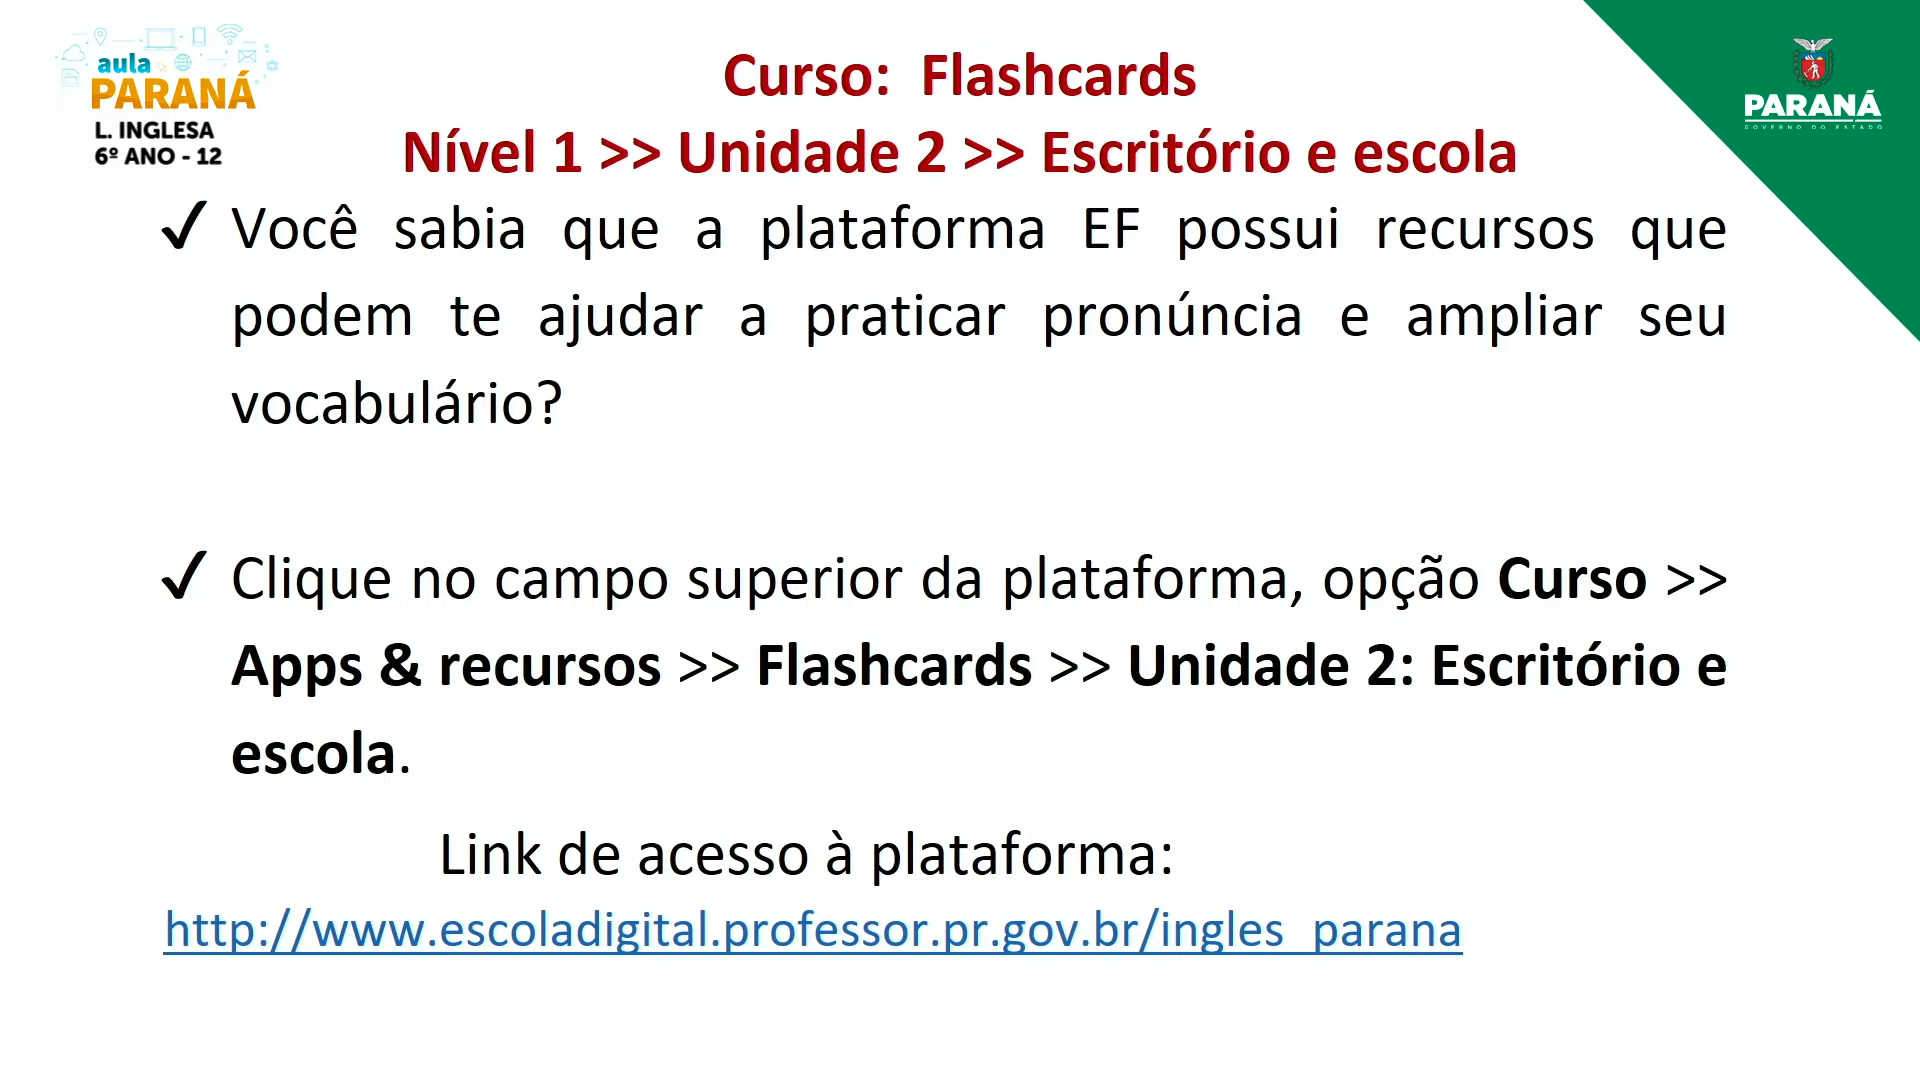 aula
PARANÁ
L. INGLESA
6º ANO - 12
PARANÁ
GOVERNO DO ESTADO
Curso: Flashcards
Nível 1 >> Unidade 2 >> Escritório e escola
✓ Você sabia que a plataforma EF possui recursos que
podem te ajudar a praticar pronúncia e ampliar seu
vocabulário?
✓ Clique no campo superior da plataforma, opção Curso >>
Apps & recursos >> Flashcards >> Unidade 2: Escritório e
escola.
Link de acesso à plataforma:
http://www.escoladigital.professor.pr.gov.br/ingles_parana